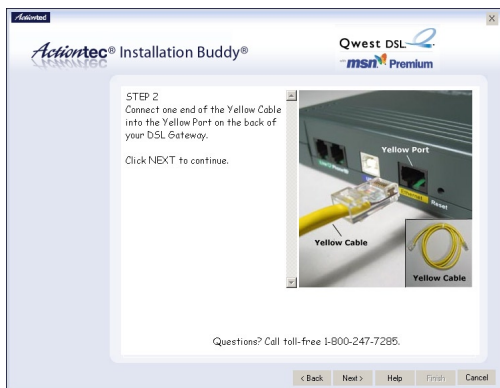 Actiontec
Actiontec® Installation Buddy®
Qwest DSL
msn Premium
STEP 2
Connect one end of the Yellow Cable
into the Yellow Port on the back of
your DSL Gateway.
Click NEXT to continue.
Yellow Port
Ethernet
Reset
Yellow Cable
Yellow Cable
Questions? Call toll-free 1-800-247-7285.
< Back
Next >
Help
Finish
Cancel